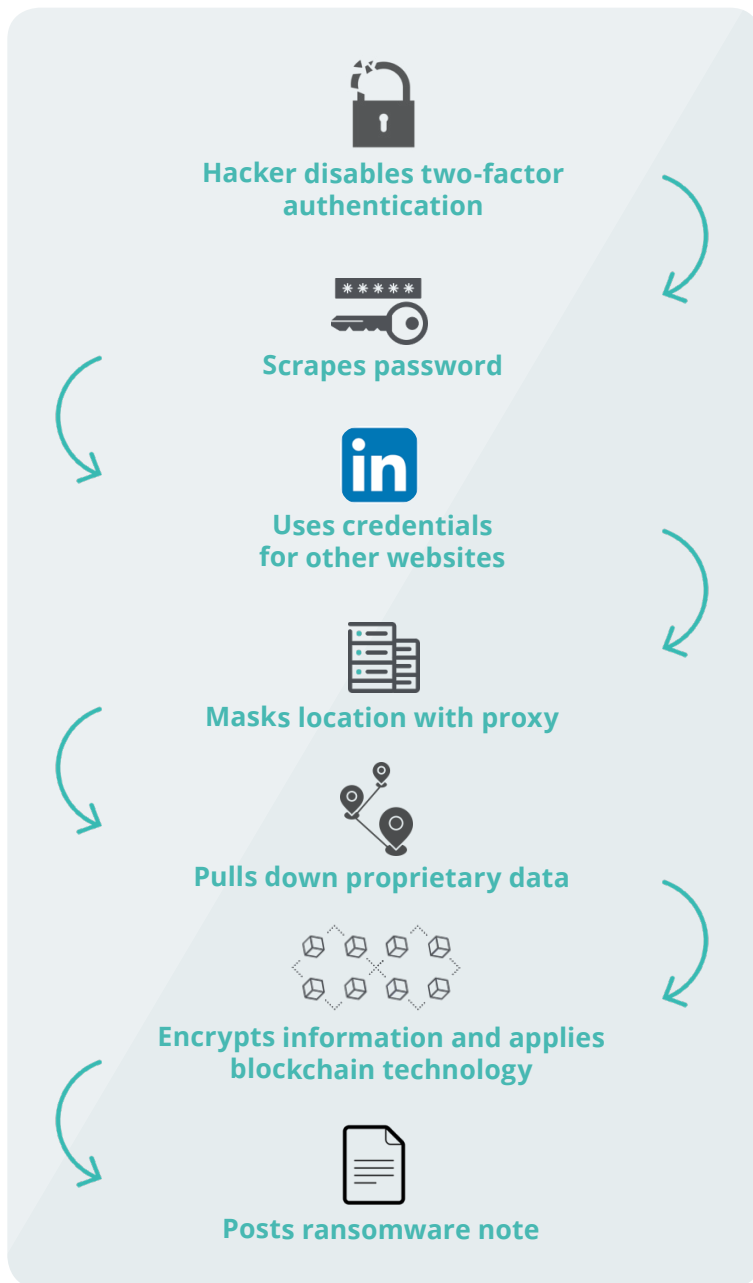 Hacker disables two-factor
authentication
*****
Scrapes password
in
Uses credentials
for other websites
Masks location with proxy
Pulls down proprietary data
Encrypts information and applies
blockchain technology
Posts ransomware note